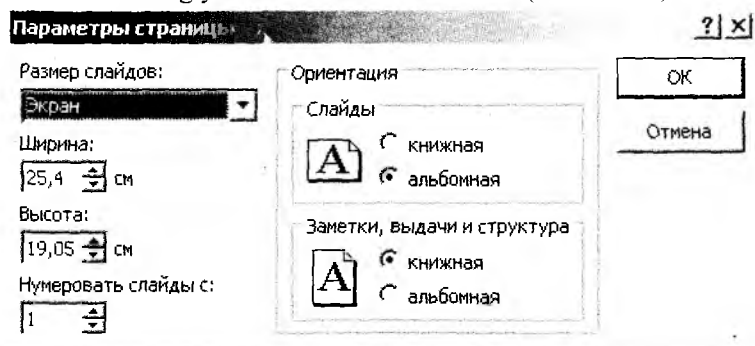 Параметры страницы
? ×
Размер слайдов:
Экран
Ширина:
25,4 см
Высота:
19,05 см
Нумеровать слайды с:
1
Ориентация
Слайды
A
книжная
альбомная
Заметки, выдачи и структура
A
книжная
альбомная
ОК
Отмена